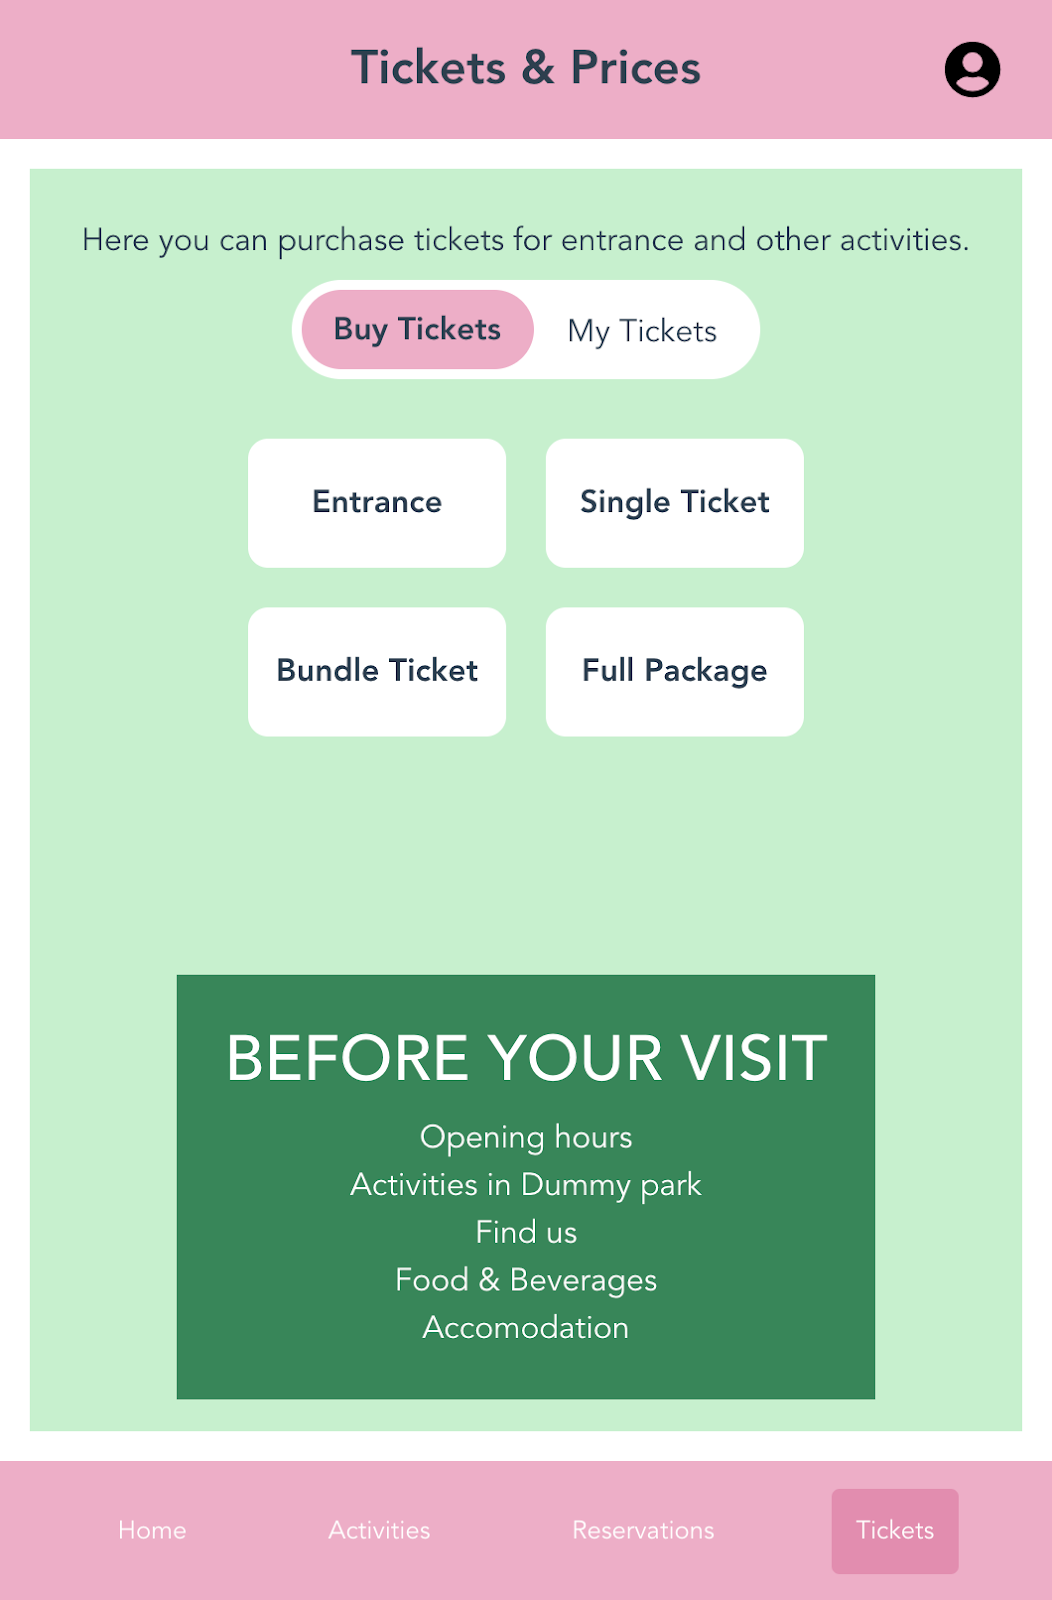 Tickets & Prices
Here you can purchase tickets for entrance and other activities.
Buy Tickets
My Tickets
Entrance
Single Ticket
Bundle Ticket
Full Package
BEFORE YOUR VISIT
Opening hours
Activities in Dummy park
Find us
Food & Beverages
Accomodation
Home
Activities
Reservations
Tickets